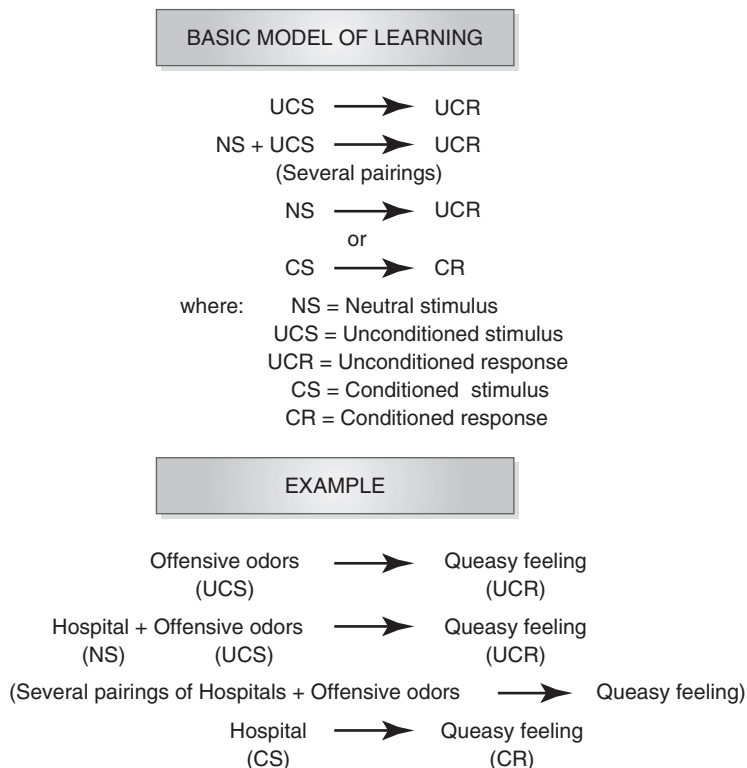 BASIC MODEL OF LEARNING
UCS → UCR
NS + UCS → UCR
(Several pairings)
NS → UCR
or
CS → CR
where: NS = Neutral stimulus
UCS = Unconditioned stimulus
UCR = Unconditioned response
CS = Conditioned stimulus
CR = Conditioned response
EXAMPLE
Offensive odors → Queasy feeling
(UCS) (UCR)
Hospital + Offensive odors → Queasy feeling
(NS) (UCS) (UCR)
(Several pairings of Hospitals + Offensive odors → Queasy feeling)
Hospital → Queasy feeling
(CS) (CR)